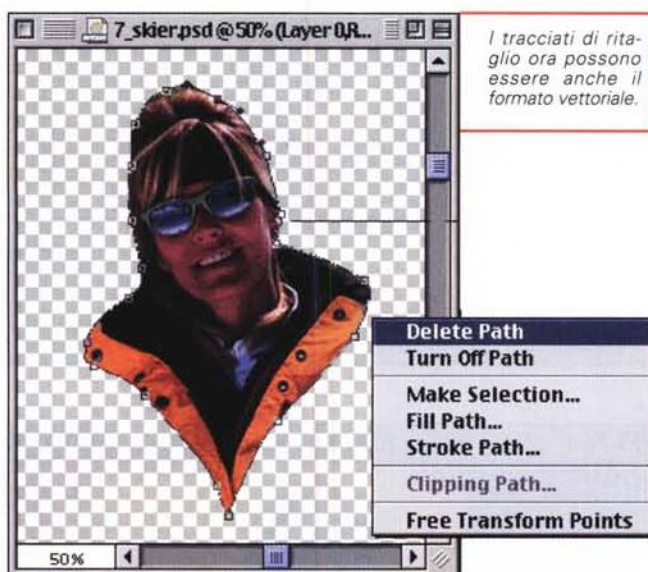 7_skier.psd @ 50% (Layer 0,R...
I tracciati di rita-
glio ora possono
essere anche il
formato vettoriale.
Delete Path
Turn Off Path
Make Selection...
Fill Path...
Stroke Path...
Clipping Path...
Free Transform Points
50%